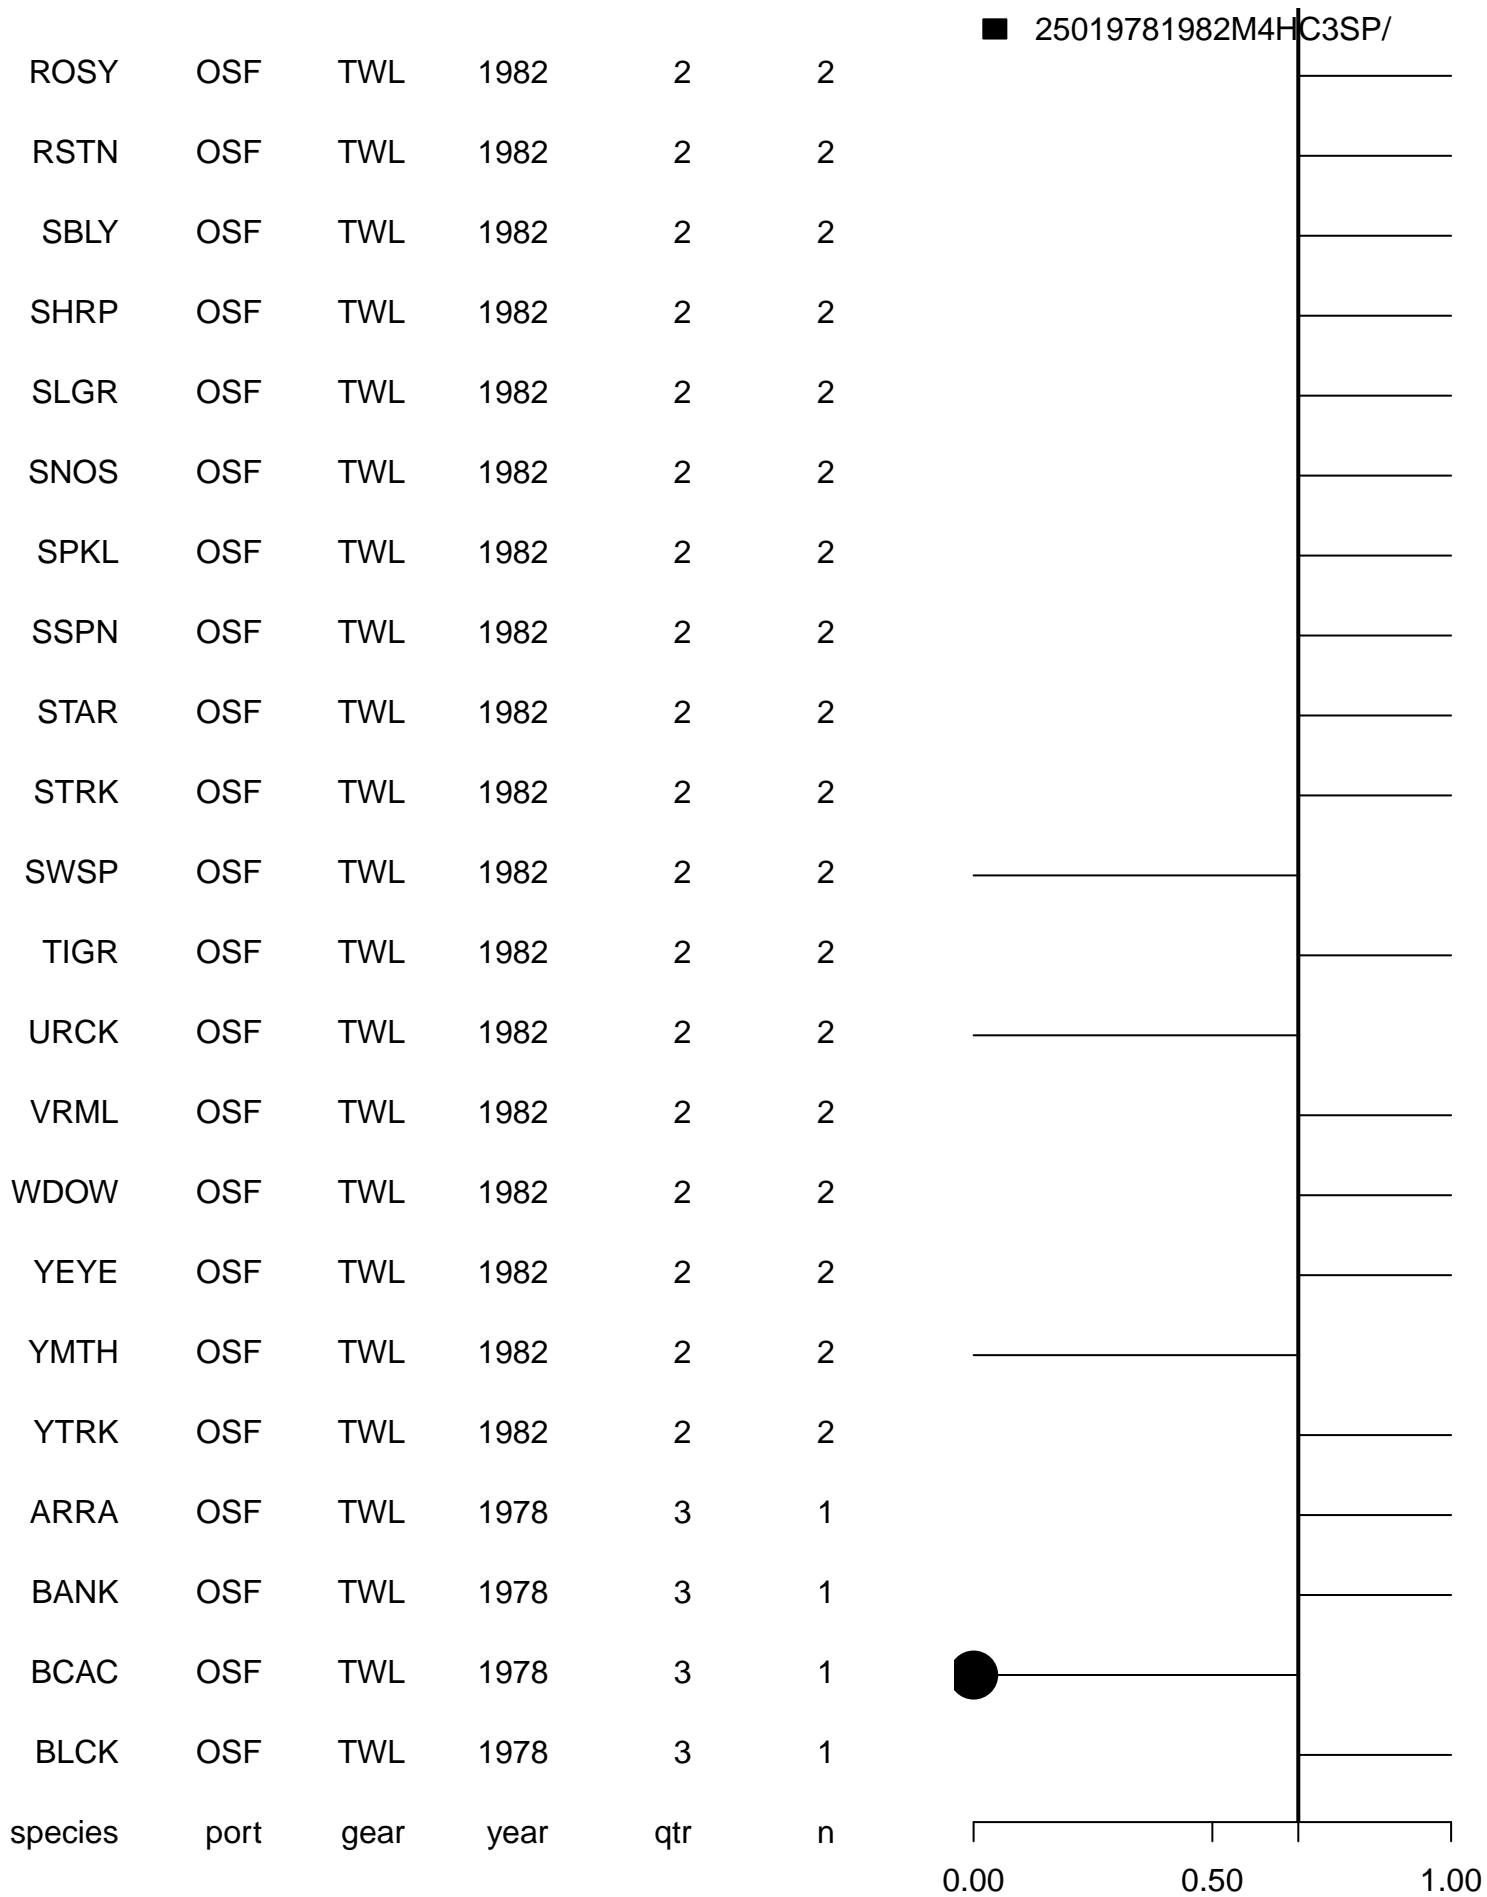 25019781982M4HC3SP/
ROSY OSF TWL 1982 2 2
RSTN OSF TWL 1982 2 2
SBLY OSF TWL 1982 2 2
SHRP OSF TWL 1982 2 2
SLGR OSF TWL 1982 2 2
SNOS OSF TWL 1982 2 2
SPKL OSF TWL 1982 2 2
SSPN OSF TWL 1982 2 2
STAR OSF TWL 1982 2 2
STRK OSF TWL 1982 2 2
SWSP OSF TWL 1982 2 2
TIGR OSF TWL 1982 2 2
URCK OSF TWL 1982 2 2
VRML OSF TWL 1982 2 2
WDOW OSF TWL 1982 2 2
YEYE OSF TWL 1982 2 2
YMTH OSF TWL 1982 2 2
YTRK OSF TWL 1982 2 2
ARRA OSF TWL 1978 3 1
BANK OSF TWL 1978 3 1
BCAC OSF TWL 1978 3 1
BLCK OSF TWL 1978 3 1
species port gear year qtr n
0.00 0.50 1.00